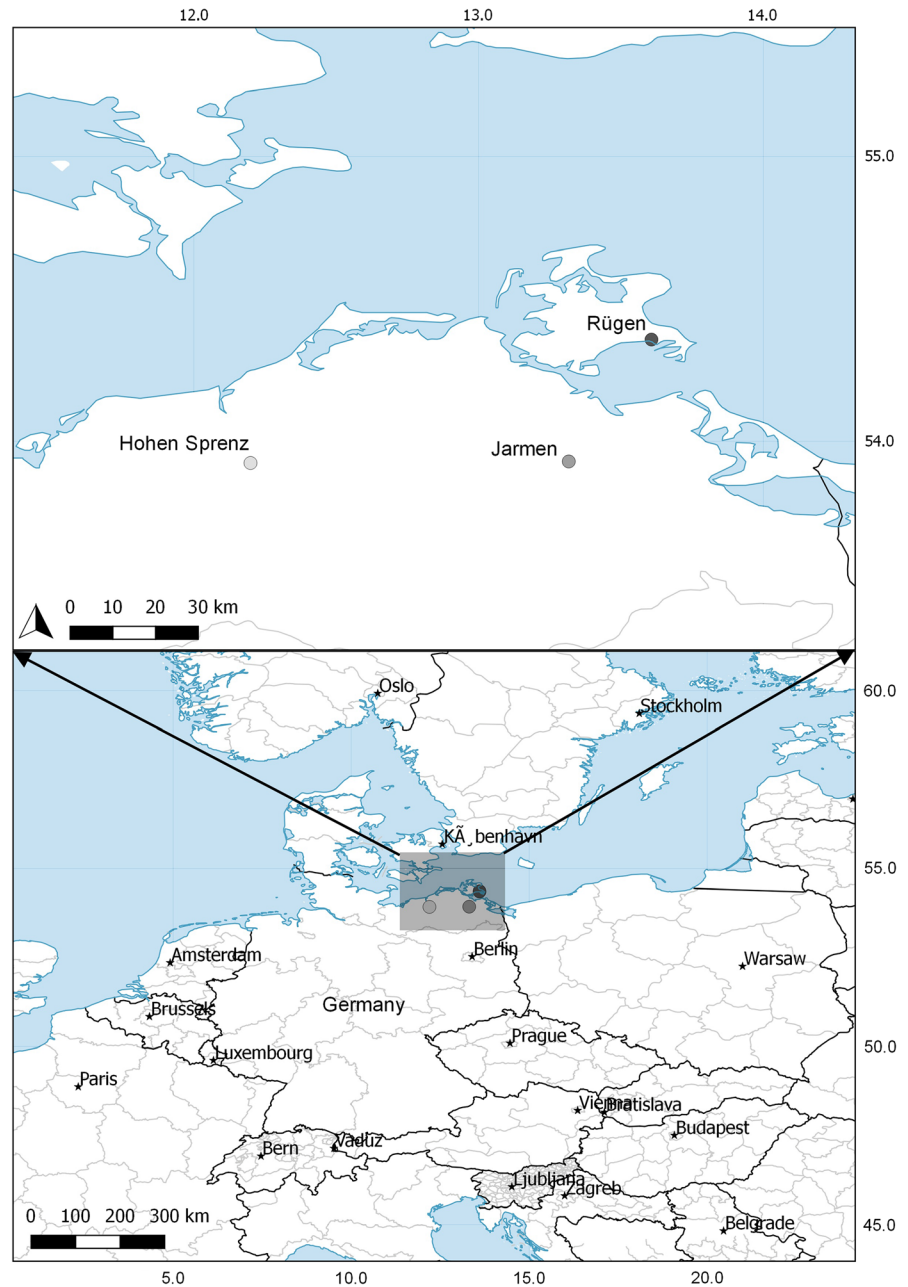 12.0 13.0 14.0
55.0
Rügen
54.0
Hohen Sprenz
Jarmen
0 10 20 30 km
Oslo
60.0
Stockholm
KÃ¸benhavn
55.0
Berlin
Amsterdam
Warsaw
Germany
Brussels
Prague
50.0
Luxembourg
Paris
Vienna
Bratislava
Budapest
Vaduz
Bern
Ljubljana
Zagreb
0 100 200 300 km
Belgrade
45.0
5.0 10.0 15.0 20.0